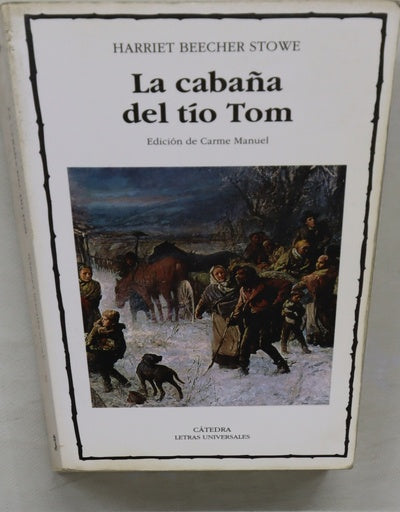 HARRIET BEECHER STOWE
La cabaña
del tío Tom
Edición de Carme Manuel
CÁTEDRA
LETRAS UNIVERSALES